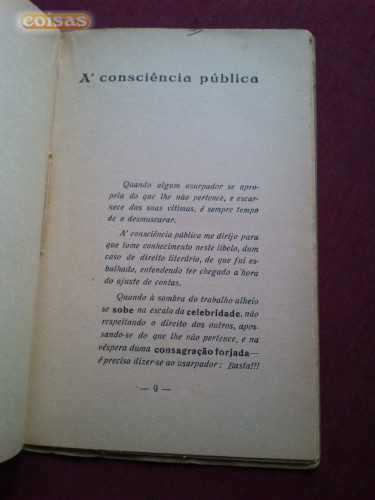 coisas
A' consciência pública
Quando algum usurpador se apro-
pria do que lhe não pertence, e escar-
nece das suas vítimas, é sempre tempo
de o desmascarar.
A' consciência pública me dirijo para
que tome conhecimento neste libelo, dum
caso de direito literário, de que fui es-
bulhado, entendendo ter chegado a hora
do ajuste de contas.
Quando à sombra do trabalho alheio
se sobe na escala da celebridade, não
respeitando o direito dos outros, apos-
sando-se do que lhe não pertence, e na
véspera duma consagração forjada—
é preciso dizer-se ao usurpador: Basta!!!
— 9 —